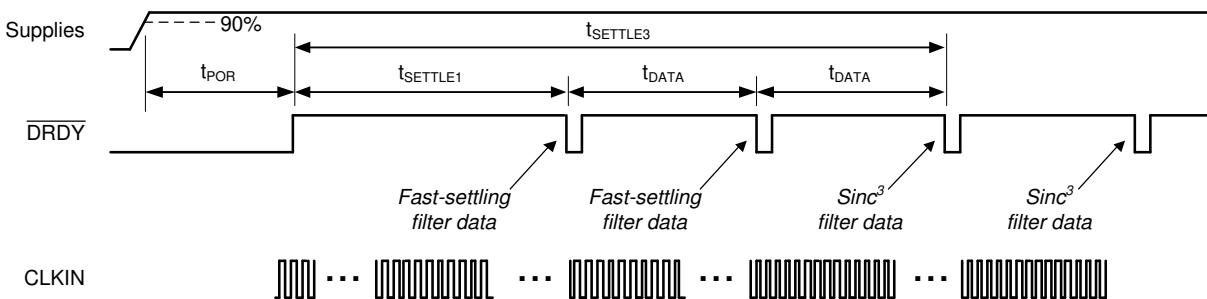 Supplies
90%
tSETTLE3
tPOR
tSETTLE1
tDATA
tDATA
DRDY
Fast-settling
filter data
Fast-settling
filter data
Sinc³
filter data
Sinc³
filter data
CLKIN